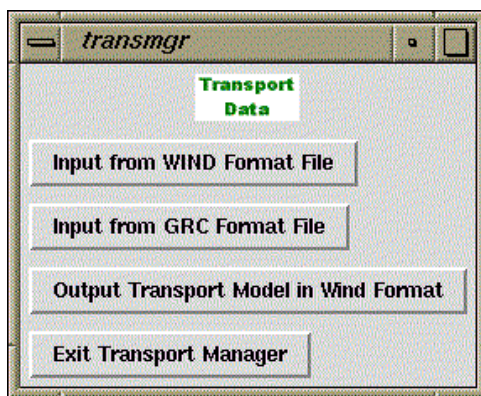 transmgr
Transport
Data
Input from WIND Format File
Input from GRC Format File
Output Transport Model in Wind Format
Exit Transport Manager